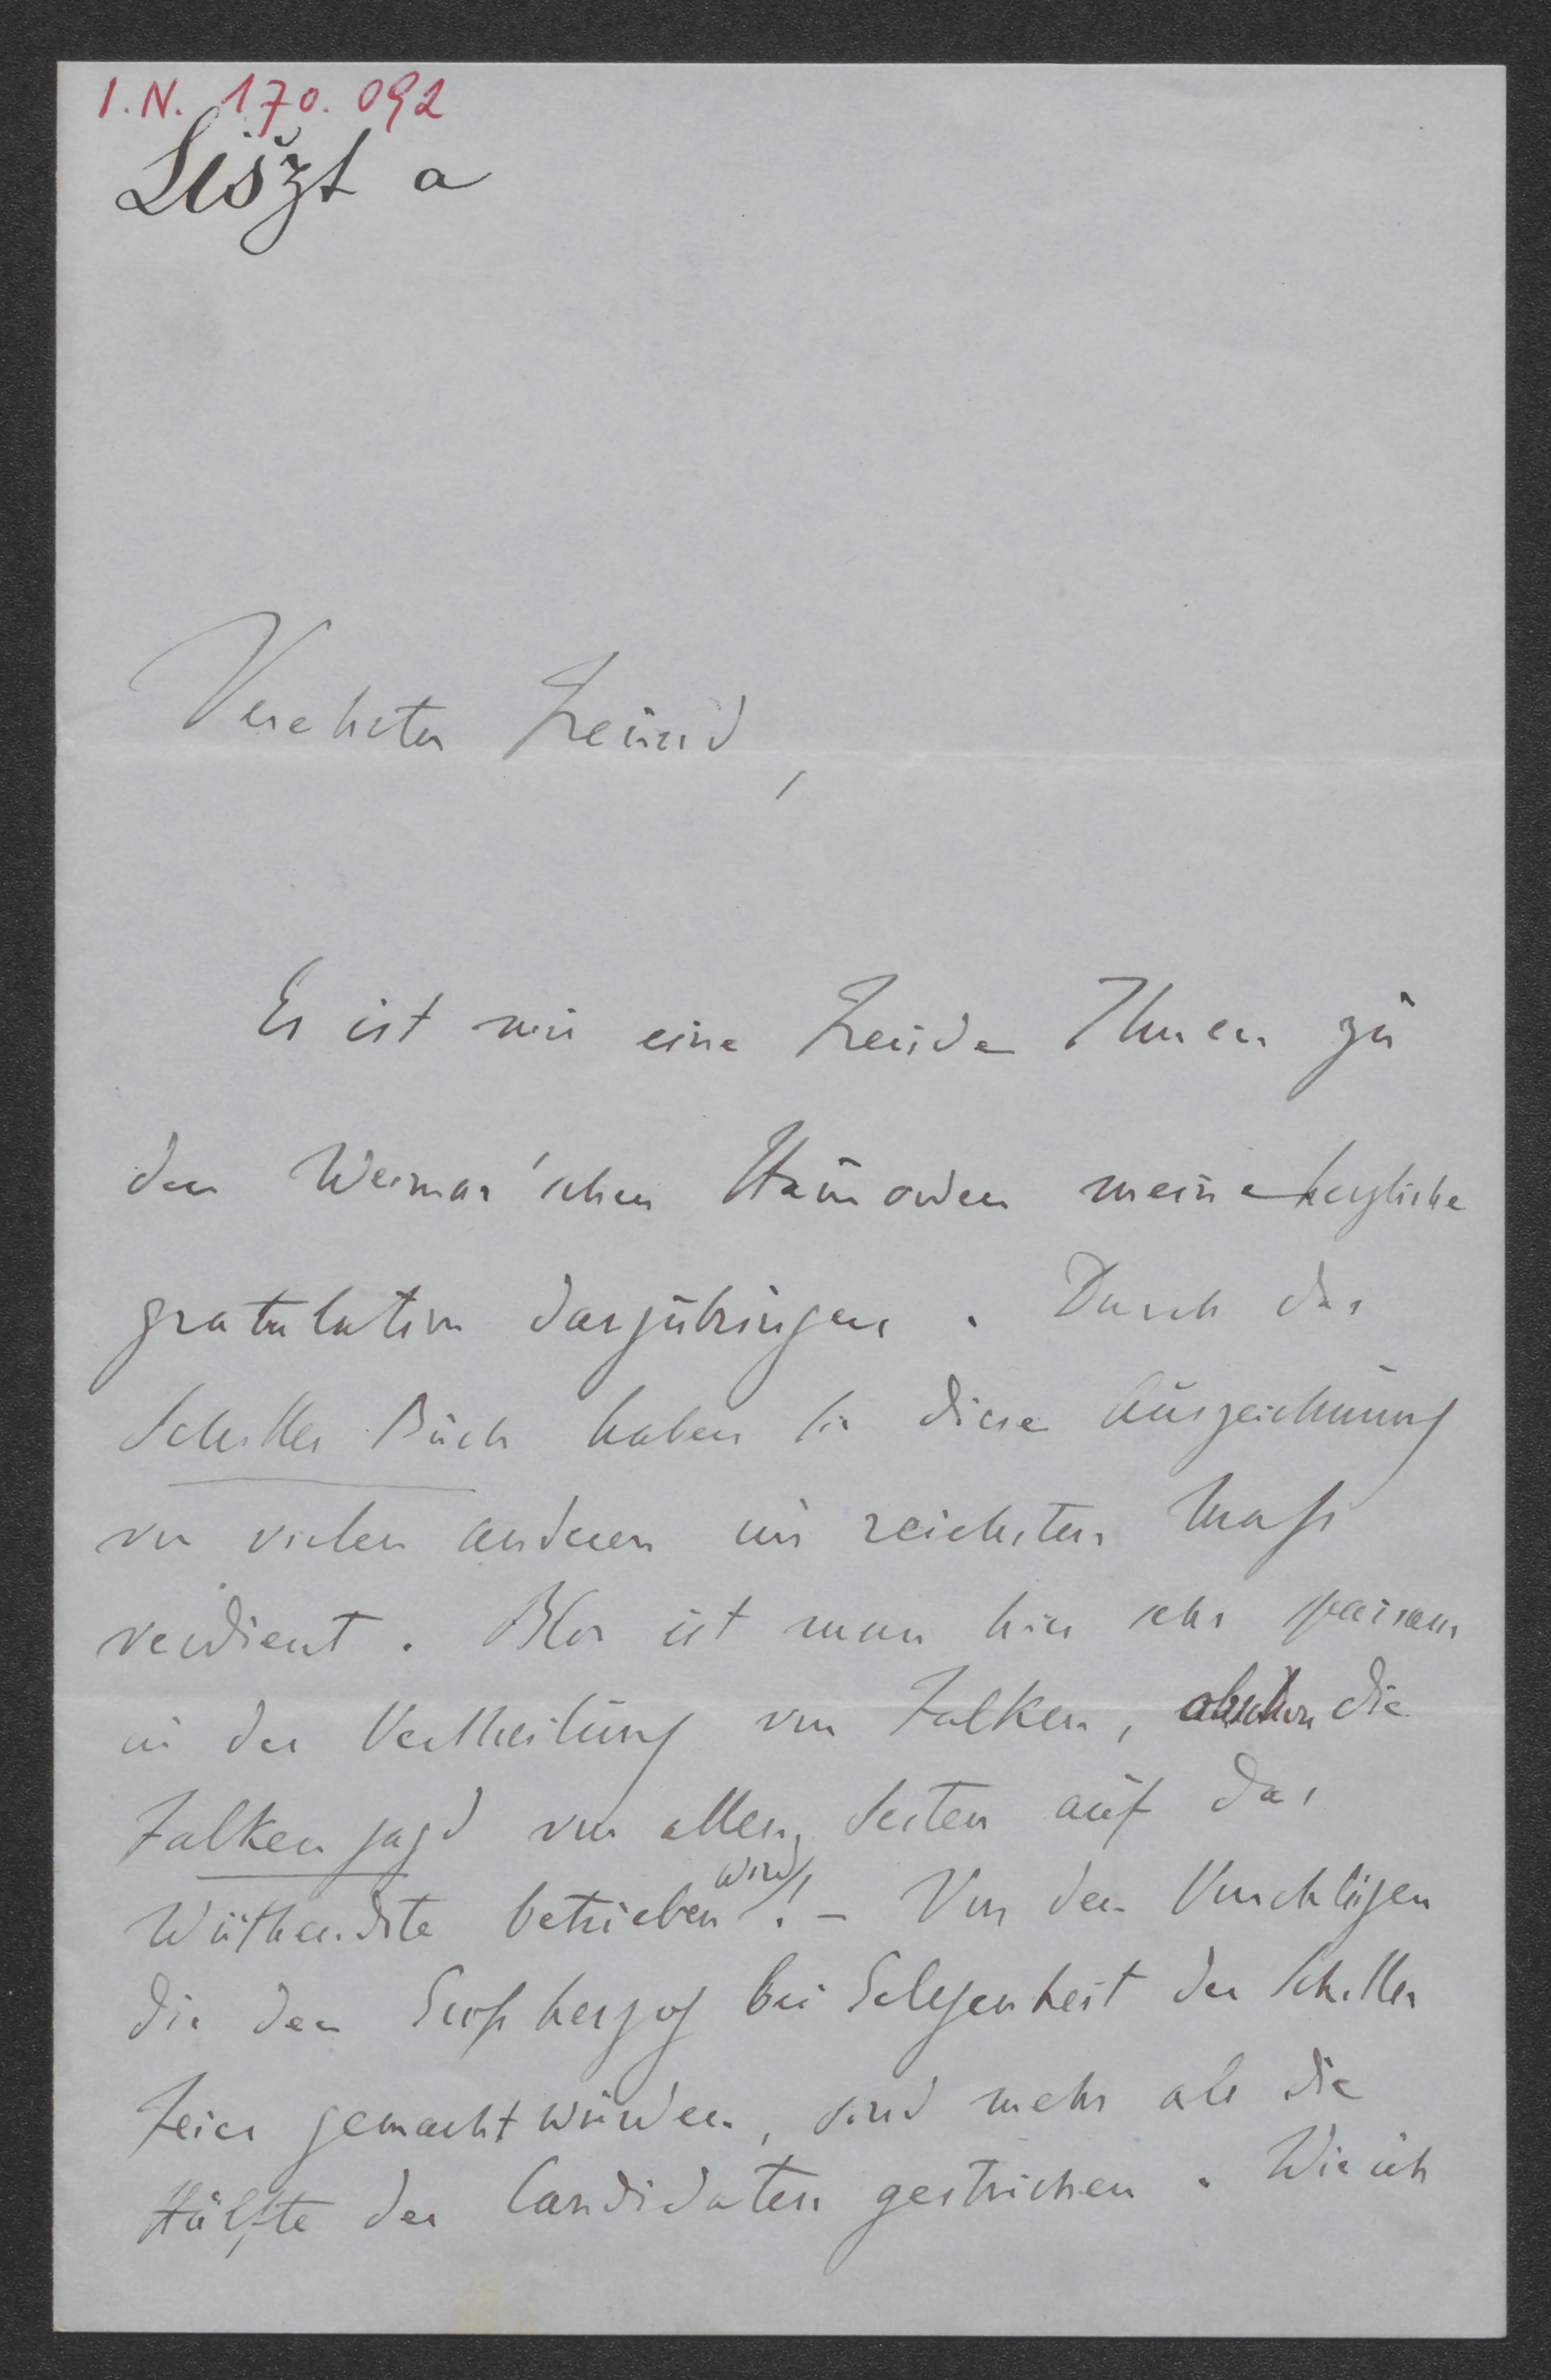 I.N. 170.092
Liszt a
Verehrter Freund,
Es ist mir eine Freude Ihnen zu
den Weimar'schen Hausorden meine herzliche
gratulation darzubringen. Durch das
Schiller Buch haben Sie diese Auszeichnung
vor vielen anderen im reichsten Mass
verdient. Blos ist man hier sehr sparsam
in der Vertheilung von Falken, obschon die
Falkenjagd von allen Seiten auf das
Wüthendste betrieben wird! – Von den Vorschlägen
die dem Grossherzog bei Gelegenheit der Schiller
Feier gemacht wurden, sind mehr als die
Hälfte der Candidaten gestrichen. Wie ich